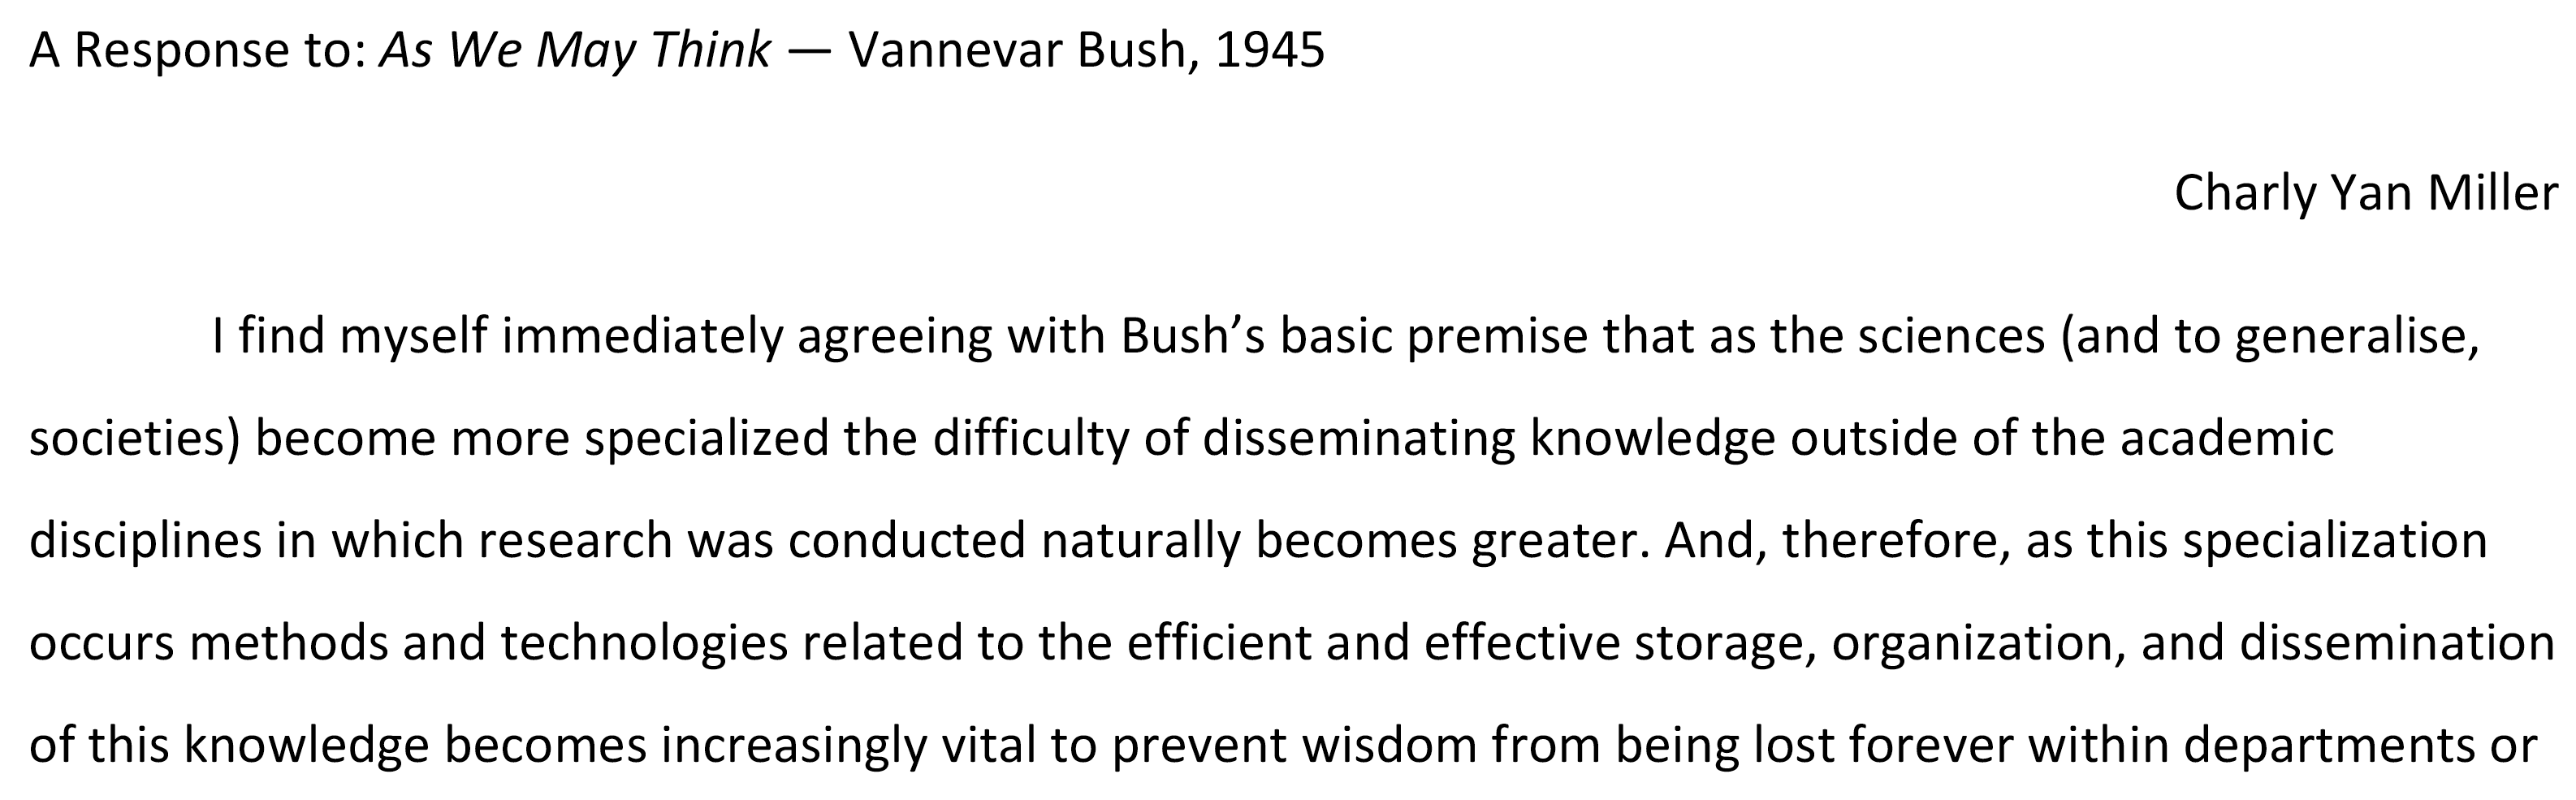 A Response to: As We May Think — Vannevar Bush, 1945
Charly Yan Miller
I find myself immediately agreeing with Bush’s basic premise that as the sciences (and to generalise,
societies) become more specialized the difficulty of disseminating knowledge outside of the academic
disciplines in which research was conducted naturally becomes greater. And, therefore, as this specialization
occurs methods and technologies related to the efficient and effective storage, organization, and dissemination
of this knowledge becomes increasingly vital to prevent wisdom from being lost forever within departments or